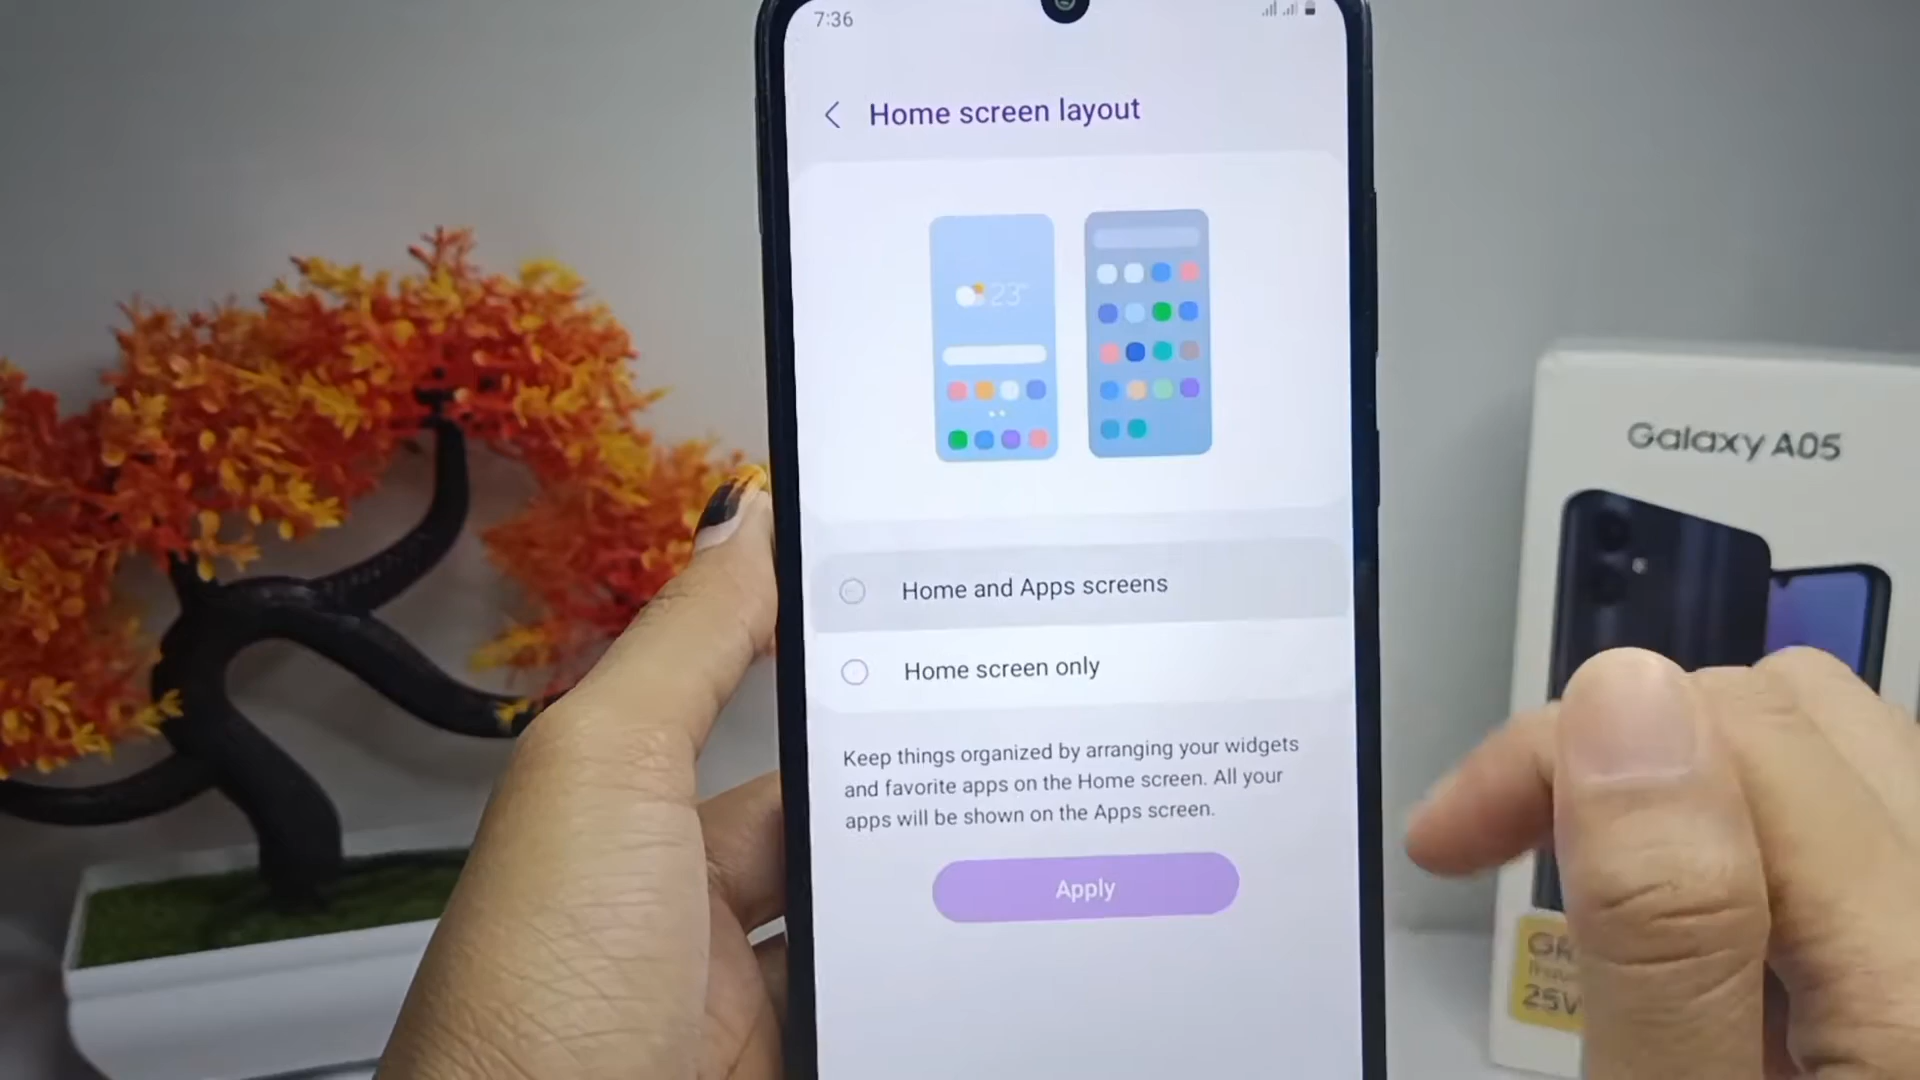 7:36
Home screen layout
23°
Home and Apps screens
Home screen only
Keep things organized by arranging your widgets
and favorite apps on the Home screen. All your
apps will be shown on the Apps screen.
Apply
Galaxy A05
25W